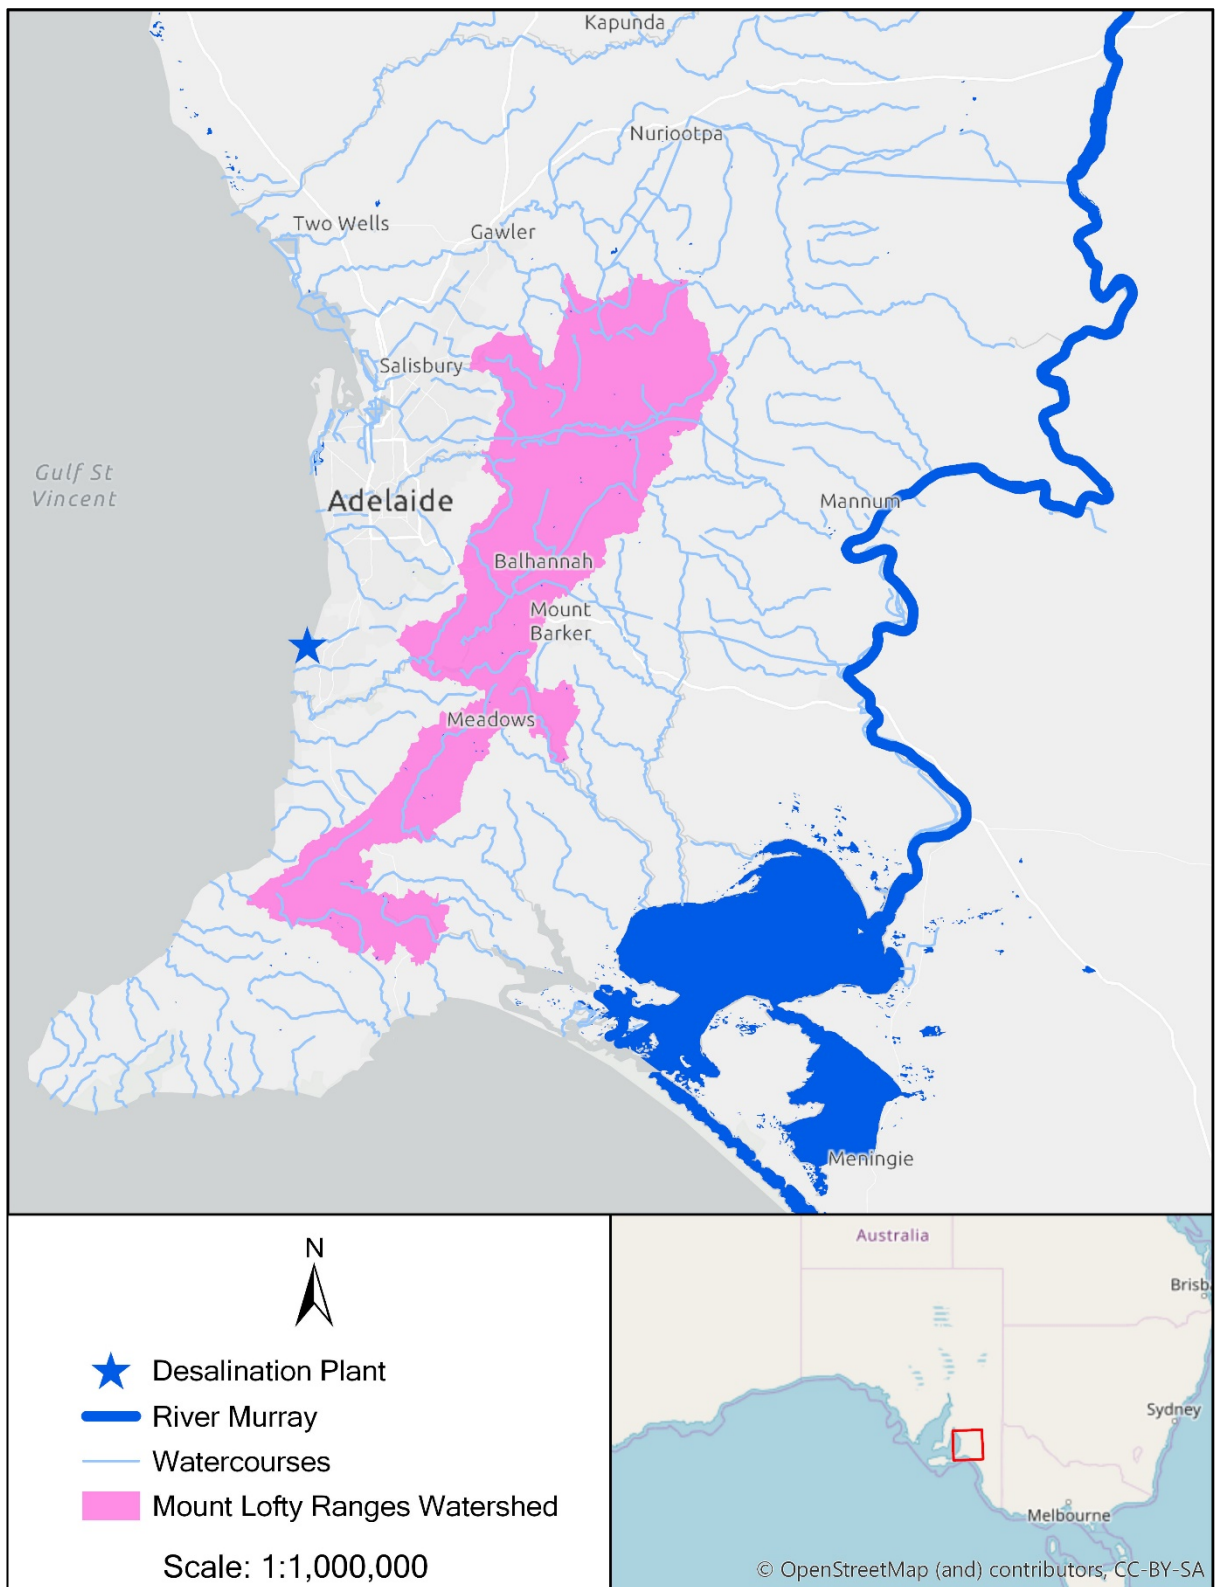 Kapunda
Nuriootpa
Two Wells
Gawler
Salisbury
Gulf St
Vincent
Adelaide
Mannum
Balhannah
Mount
Barker
Meadows
Meningie
N
Desalination Plant
River Murray
Watercourses
Mount Lofty Ranges Watershed
Scale: 1:1,000,000
Australia
Brisb
Sydney
Melbourne
© OpenStreetMap (and) contributors, CC-BY-SA